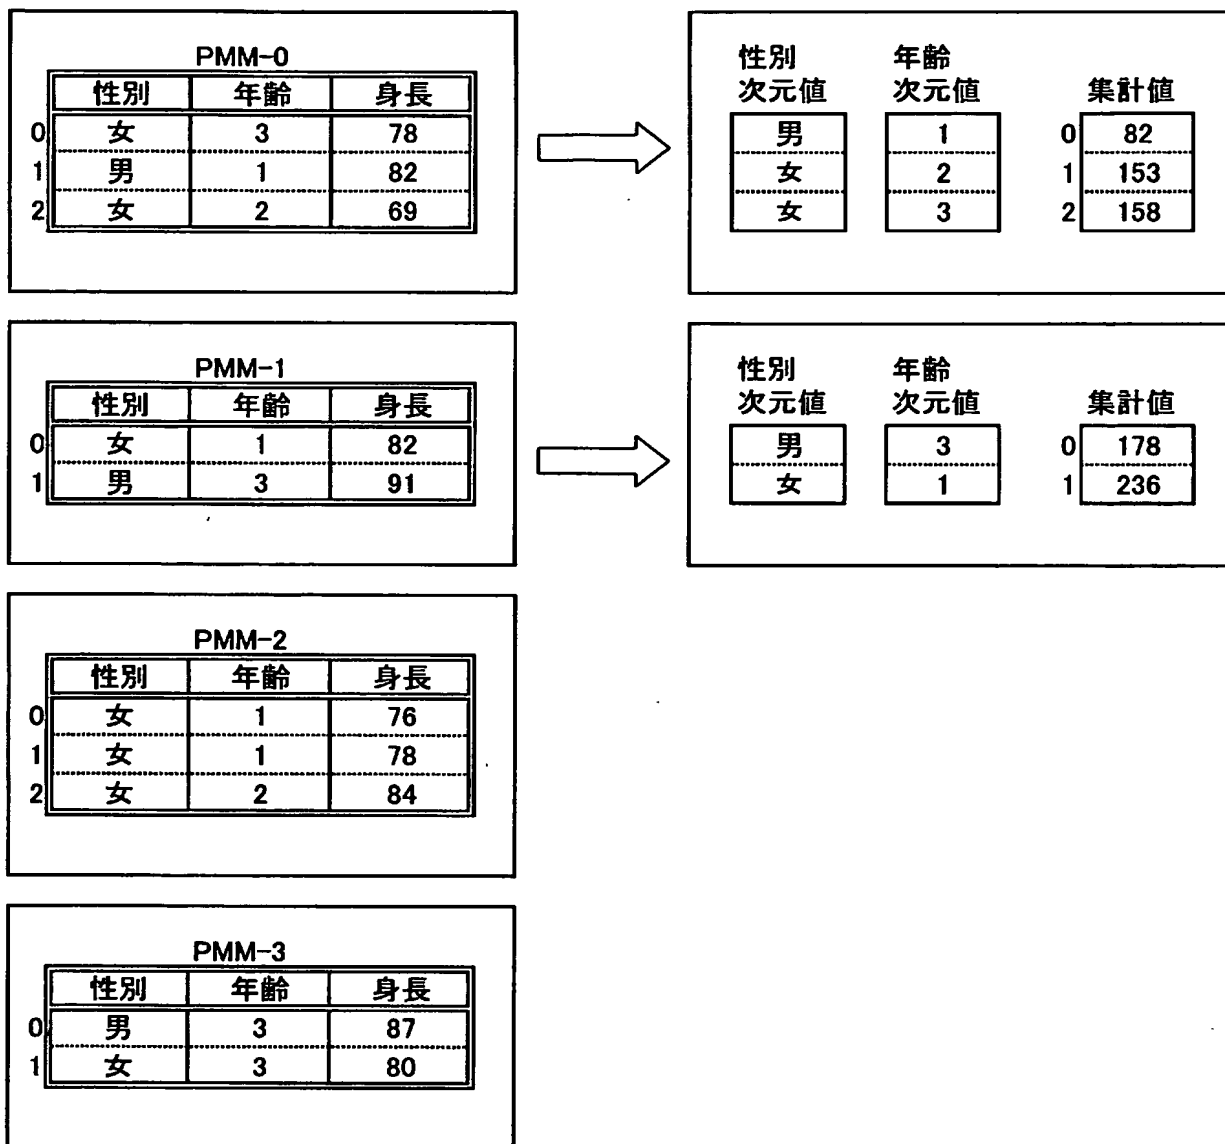 PMM-0
性別 年齢 身長
0 女 3 78
1 男 1 82
2 女 2 69
性別 年齢
次元値 次元値 集計値
男 1 0 82
女 2 1 153
女 3 2 158
PMM-1
性別 年齢 身長
0 女 1 82
1 男 3 91
性別 年齢
次元値 次元値 集計値
男 3 0 178
女 1 1 236
PMM-2
性別 年齢 身長
0 女 1 76
1 女 1 78
2 女 2 84
PMM-3
性別 年齢 身長
0 男 3 87
1 女 3 80